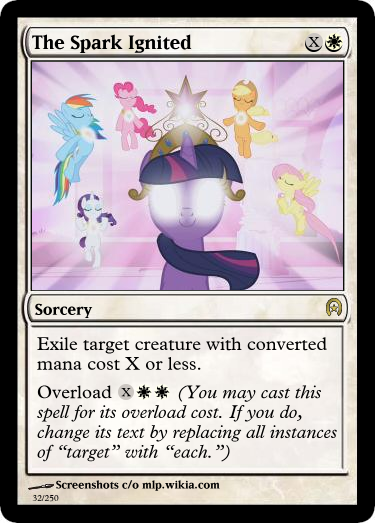 The Spark Ignited X
Sorcery
Exile target creature with converted
mana cost X or less.
Overload X (You may cast this
spell for its overload cost. If you do,
change its text by replacing all instances
of “target” with “each.”)
Screenshots c/o mlp.wikia.com
32/250